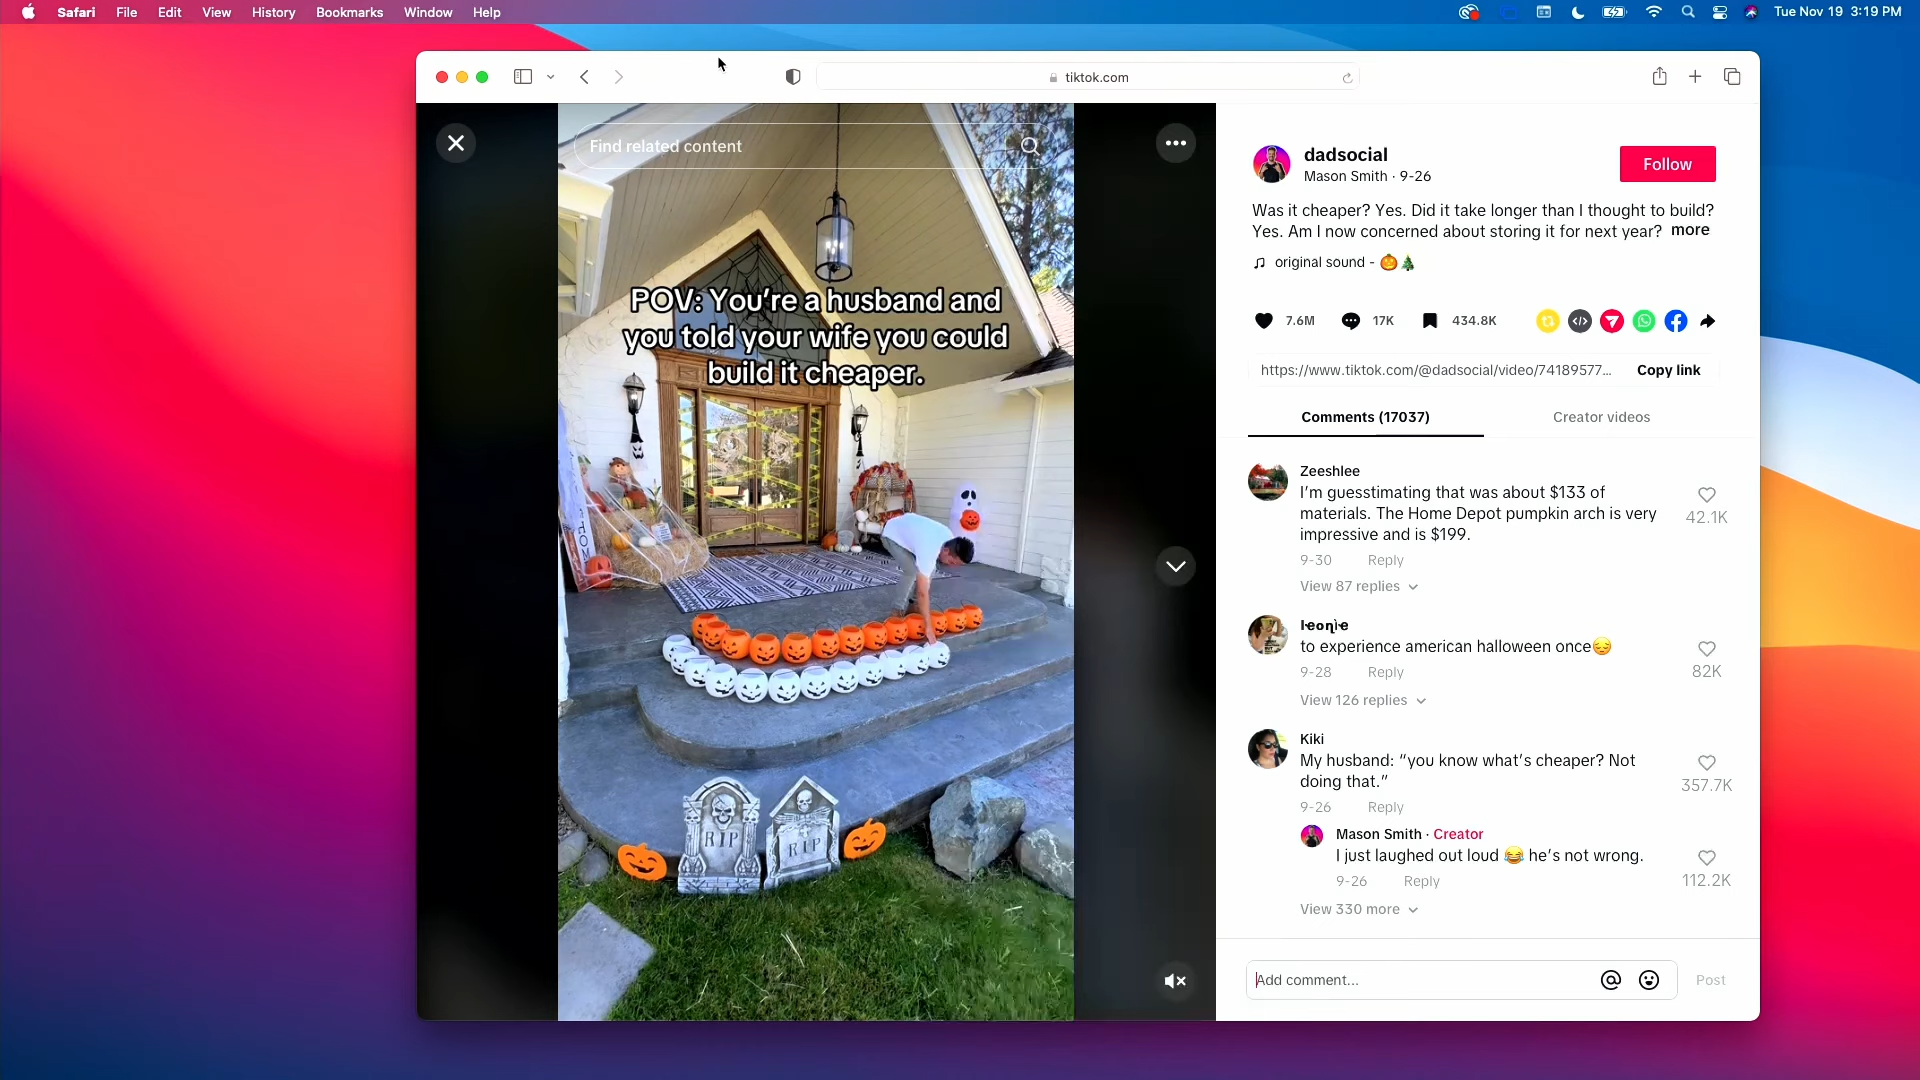 Safari File Edit View History Bookmarks Window Help
Tue Nov 19 3:19 PM
tiktok.com
Find related content
POV: You're a husband and
you told your wife you could
build it cheaper.
RIP
RIP
dadsocial
Mason Smith · 9-26
Follow
Was it cheaper? Yes. Did it take longer than I thought to build?
Yes. Am I now concerned about storing it for next year? more
original sound - 🎃🎄
7.6M 17K 434.8K
https://www.tiktok.com/@dadsocial/video/74189577...
Copy link
Comments (17037)
Creator videos
Zeeshlee
I'm guesstimating that was about $133 of
materials. The Home Depot pumpkin arch is very
impressive and is $199.
42.1K
9-30 Reply
View 87 replies
to experience american halloween once😔
82K
9-28 Reply
View 126 replies
Kiki
My husband: “you know what's cheaper? Not
doing that.”
357.7K
9-26 Reply
Mason Smith · Creator
I just laughed out loud 😂 he's not wrong.
112.2K
9-26 Reply
View 330 more
Add comment...
Post